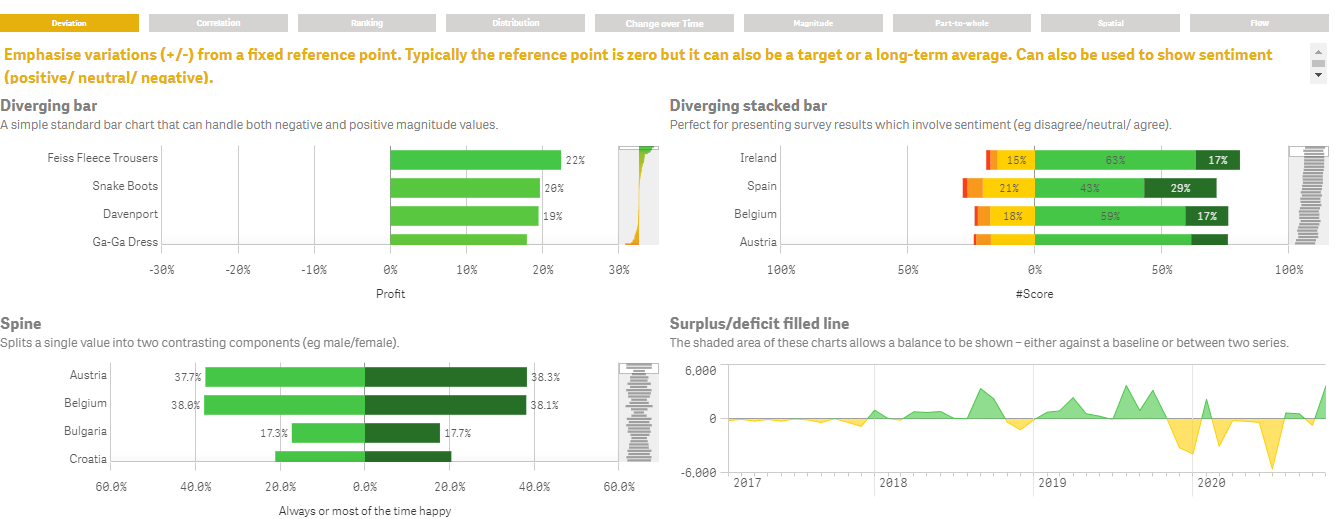 Deviation
Correlation
Ranking
Distribution
Change over Time
Magnitude
Part-to-whole
Spatial
Flow
Emphasise variations (+/-) from a fixed reference point. Typically the reference point is zero but it can also be a target or a long-term average. Can also be used to show sentiment
(positive/ neutral/ negative).
Diverging bar
A simple standard bar chart that can handle both negative and positive magnitude values.
Feiss Fleece Trousers
22%
Snake Boots
20%
Davenport
19%
Ga-Ga Dress
-30% -20% -10% 0% 10% 20% 30%
Profit
Diverging stacked bar
Perfect for presenting survey results which involve sentiment (eg disagree/neutral/ agree).
Ireland
15% 63% 17%
Spain
21% 43% 29%
Belgium
18% 59% 17%
Austria
100% 50% 0% 50% 100%
#Score
Spine
Splits a single value into two contrasting components (eg male/female).
Austria
37.7% 38.3%
Belgium
38.0% 38.1%
Bulgaria
17.3% 17.7%
Croatia
60.0% 40.0% 20.0% 0.0% 20.0% 40.0% 60.0%
Always or most of the time happy
Surplus/deficit filled line
The shaded area of these charts allows a balance to be shown – either against a baseline or between two series.
6,000
0
-6,000
2017 2018 2019 2020